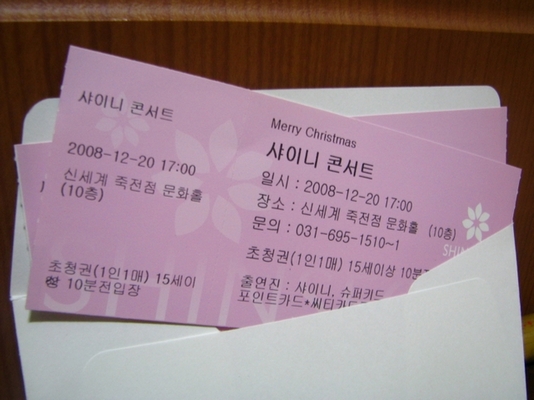 샤이니 콘서트
2008-12-20 17:00
신세계 죽전점 문화홀
(10층)
초청권(1인1매) 15세이
상 10분전입장
Merry Christmas
샤이니 콘서트
일시 : 2008-12-20 17:00
장소 : 신세계 죽전점 문화홀 (10층)
문의 : 031-695-1510~1
초청권(1인1매) 15세이상 10분
출연진 : 샤이니, 슈퍼키드
포인트카드*씨티카드
SHIN
SHIN